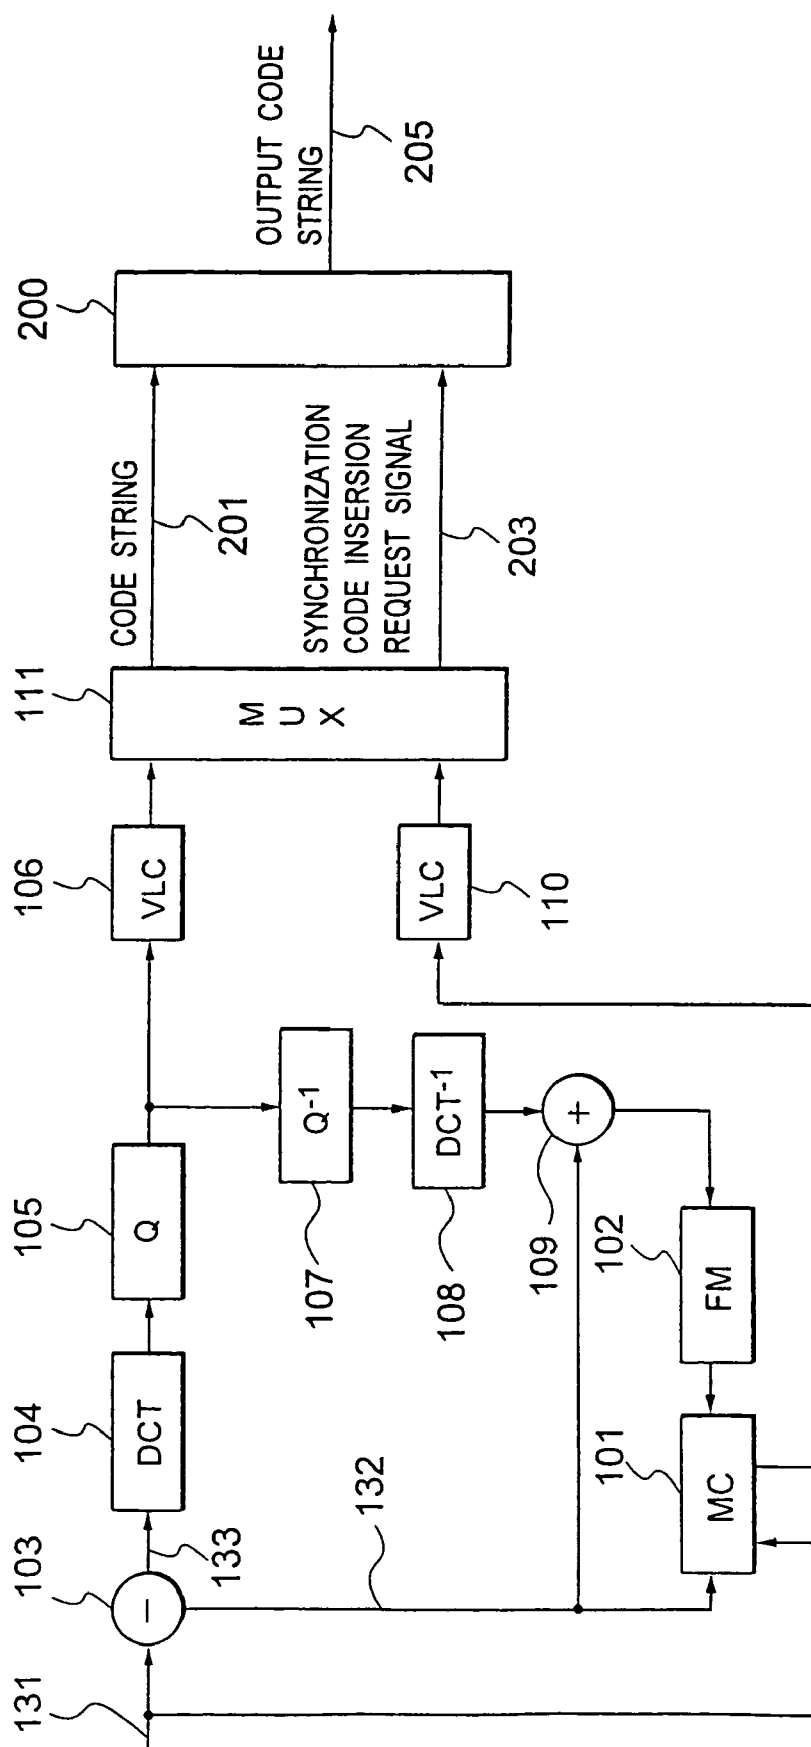 131
103
133
104
DCT
105
Q
106
VLC
111
M
U
X
CODE STRING
201
200
OUTPUT CODE
STRING
205
SYNCHRONIZATION
CODE INSERSION
REQUEST SIGNAL
203
VLC
110
Q-1
107
DCT-1
108
+
109
102
FM
101
MC
132
-